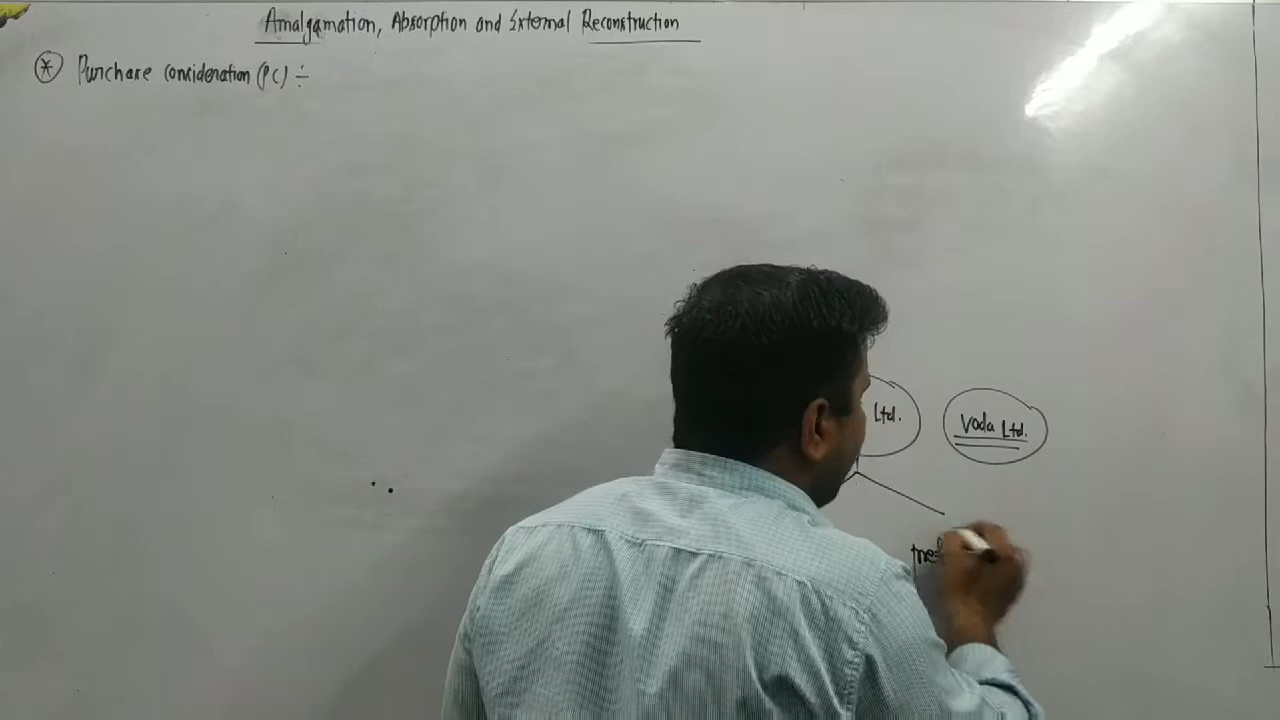 Amalgamation, Absorption and External Reconstruction
* Purchase consideration (PC) ÷
Ltd. Voda Ltd.